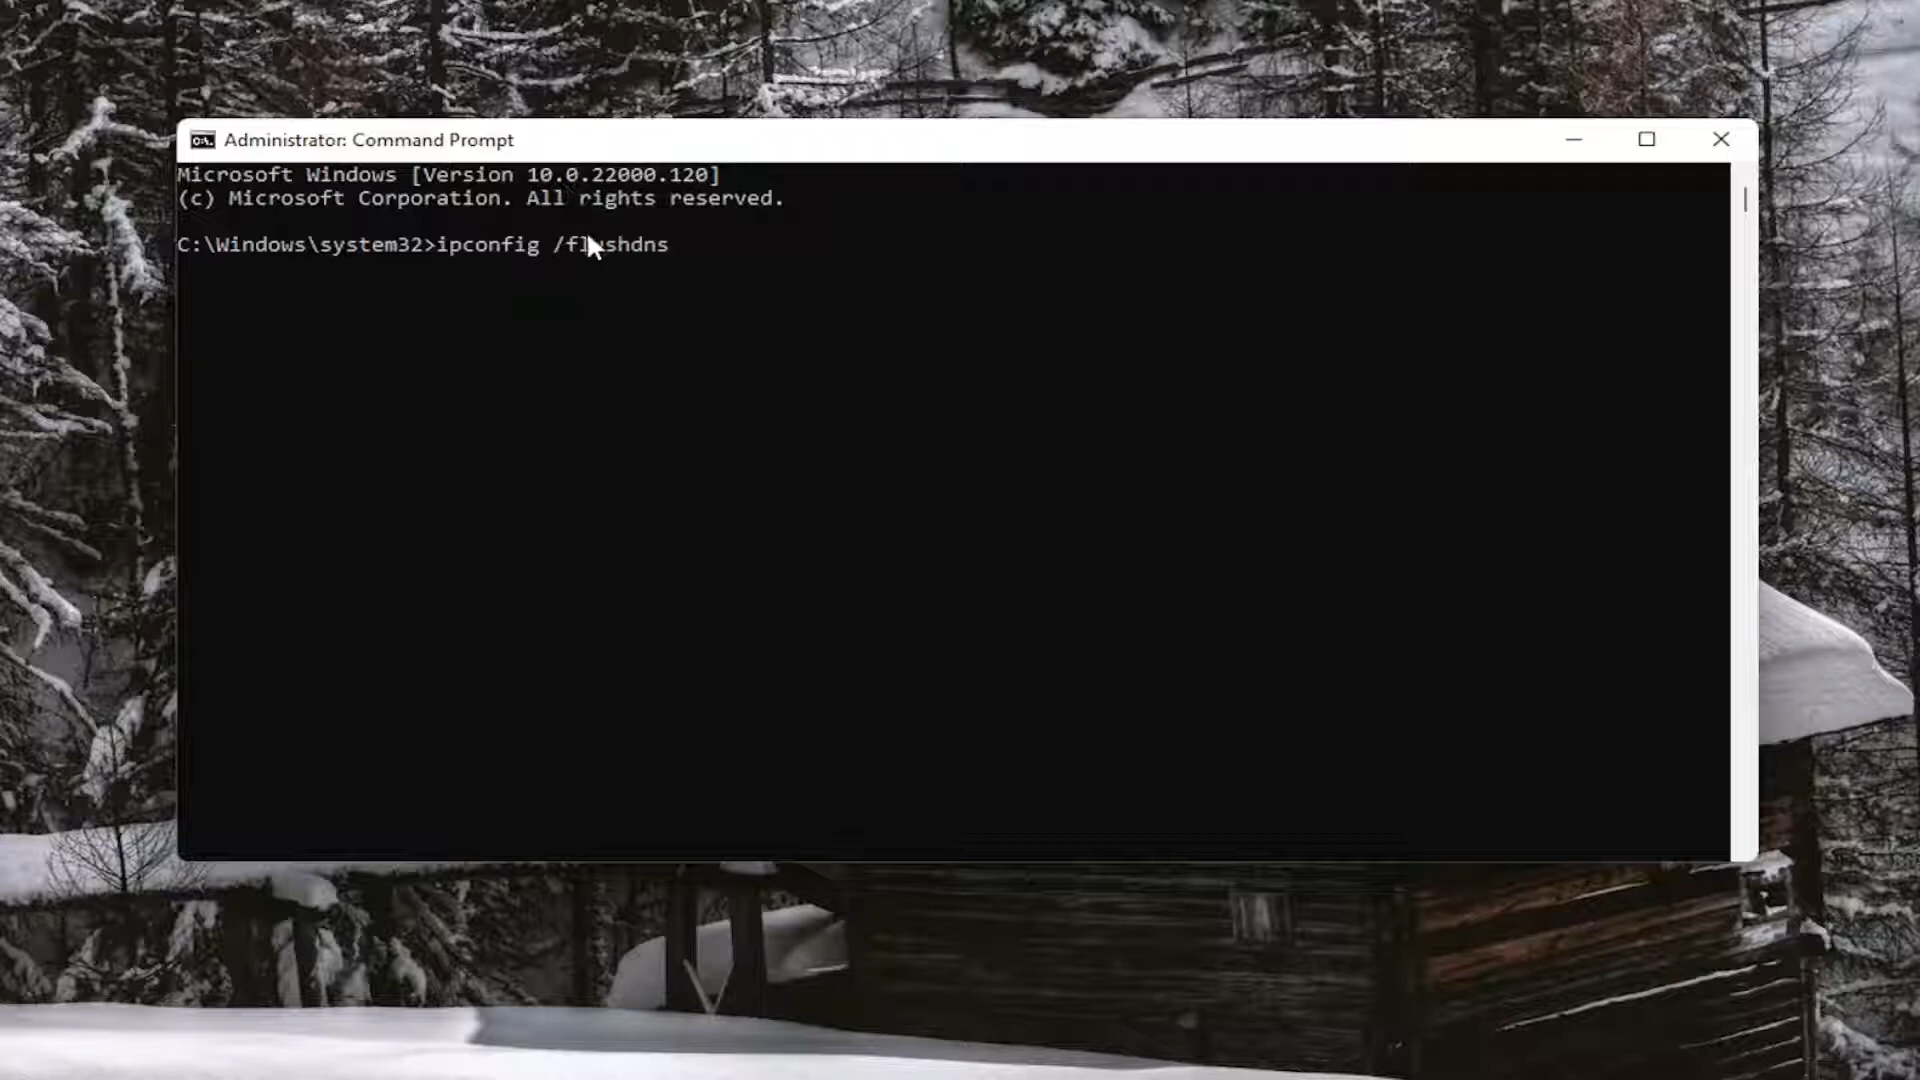 Administrator: Command Prompt
Microsoft Windows [Version 10.0.22000.120]
(c) Microsoft Corporation. All rights reserved.
C:\Windows\system32>ipconfig /flushdns